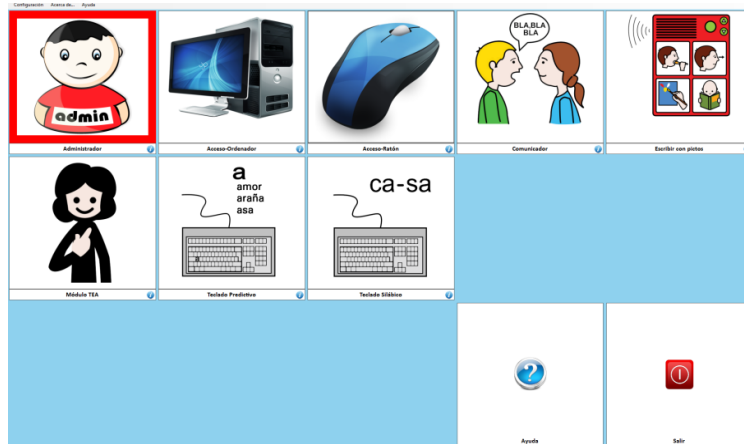 Configuración Acerca de... Ayuda
admin
BLA.BLA
BLA
Administrador Acceso-Ordenador Acceso-Ratón Comunicador Escribir con pictos
a
amor
araña
asa
ca-sa
Módulo TEA Teclado Predictivo Teclado Silábico
Ayuda Salir